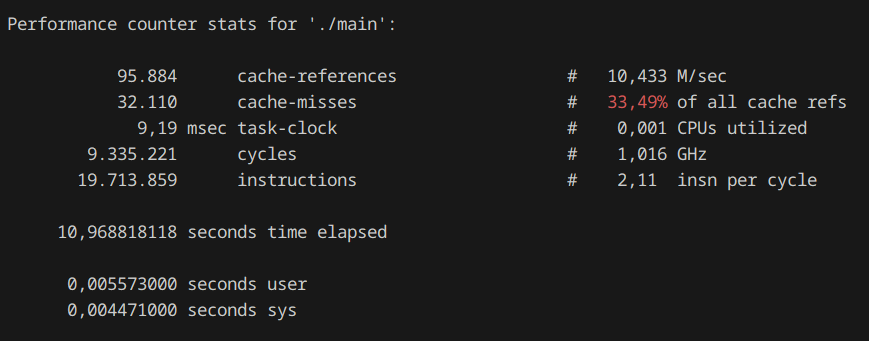 Performance counter stats for './main':
95.884 cache-references # 10,433 M/sec
32.110 cache-misses # 33,49% of all cache refs
9,19 msec task-clock # 0,001 CPUs utilized
9.335.221 cycles # 1,016 GHz
19.713.859 instructions # 2,11 insn per cycle
10,968818118 seconds time elapsed
0,005573000 seconds user
0,004471000 seconds sys